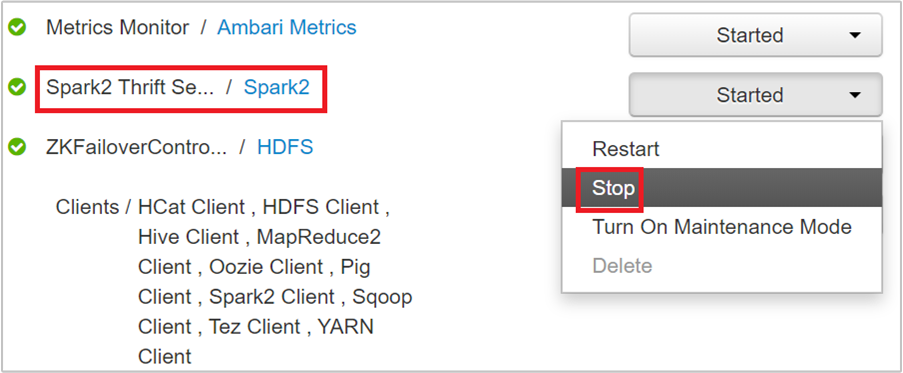 Metrics Monitor / Ambari Metrics
Started
Spark2 Thrift Se... / Spark2
Started
Restart
Stop
Turn On Maintenance Mode
Delete
ZKFailoverContro... / HDFS
Clients / HCat Client , HDFS Client ,
Hive Client , MapReduce2
Client , Oozie Client , Pig
Client , Spark2 Client , Sqoop
Client , Tez Client , YARN
Client